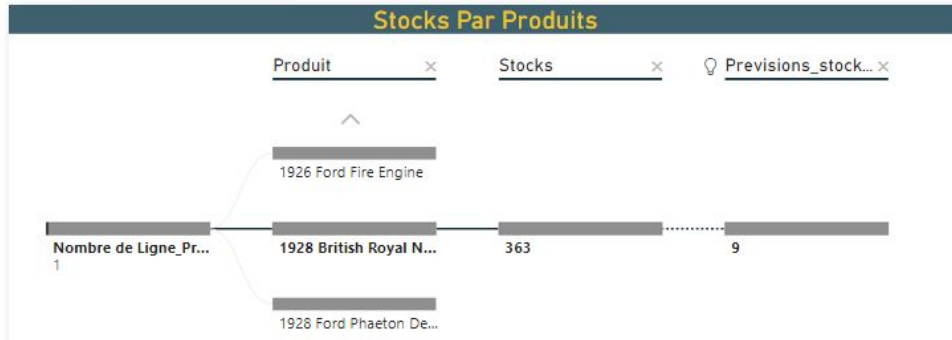 Stocks Par Produits
Produit
Stocks
Previsions_stock...
1926 Ford Fire Engine
Nombre de Ligne_Pr...
1
1928 British Royal N...
363
9
1928 Ford Phaeton De...